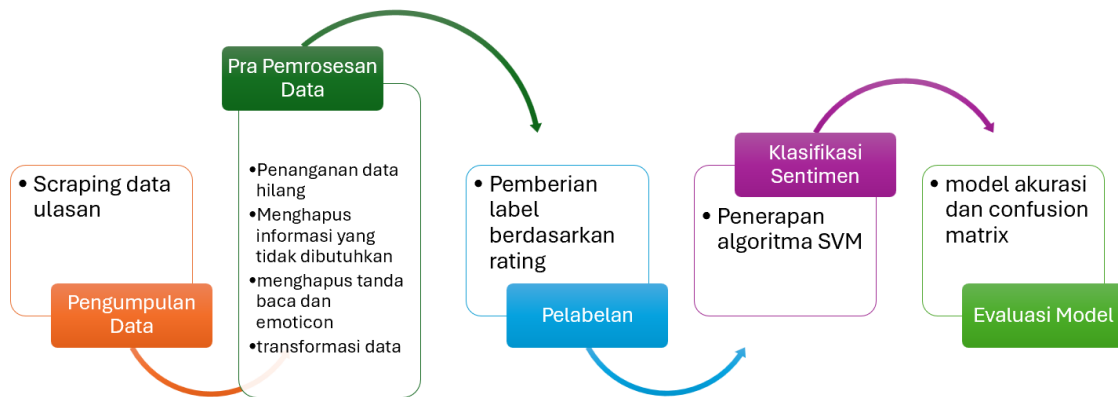 • Scraping data
ulasan
Pengumpulan
Data
Pra Pemrosesan
Data
•Penanganan data
hilang
•Menghapus
informasi yang
tidak dibutuhkan
•menghapus tanda
baca dan
emoticon
•transformasi data
• Pemberian
label
berdasarkan
rating
Pelabelan
Klasifikasi
Sentimen
• Penerapan
algoritma SVM
• model akurasi
dan confusion
matrix
Evaluasi Model